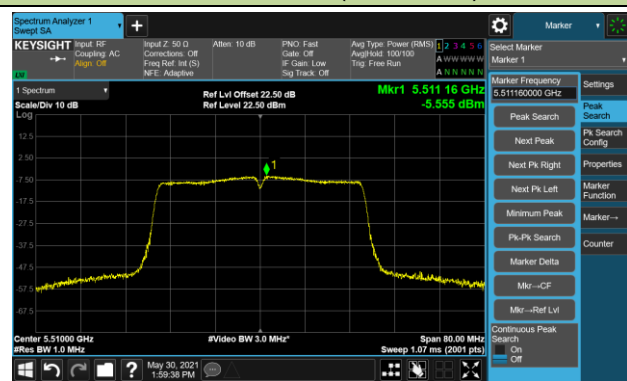 Spectrum Analyzer 1
Swept SA
Marker
KEYSIGHT
Input: RF
Coupling: AC
Align: Off
Input Z: 50 Ω
Corrections: Off
Freq Ref: Int (S)
NFE: Adaptive
Atten: 10 dB
PNO: Fast
Gate: Off
IF Gain: Low
Sig Track: Off
Avg Type: Power (RMS)
Avg|Hold: 100/100
Trig: Free Run
1 2 3 4 5 6
A W W W W W
A N N N N N
LXI
Select Marker
Marker 1
1 Spectrum
Scale/Div 10 dB
Log
Ref Lvl Offset 22.50 dB
Ref Level 22.50 dBm
Mkr1 5.511 16 GHz
-5.555 dBm
12.5
2.50
-7.50
-17.5
-27.5
-37.5
-47.5
-57.5
-67.5
1
Center 5.51000 GHz
#Res BW 1.0 MHz
#Video BW 3.0 MHz*
Span 80.00 MHz
Sweep 1.07 ms (2001 pts)
Marker Frequency
5.511160000 GHz
Peak Search
Next Peak
Next Pk Right
Next Pk Left
Minimum Peak
Pk-Pk Search
Marker Delta
Mkr→CF
Mkr→Ref Lvl
Continuous Peak
Search
On
Off
Settings
Peak
Search
Pk Search
Config
Properties
Marker
Function
Marker→
Counter
?
May 30, 2021
1:59:38 PM